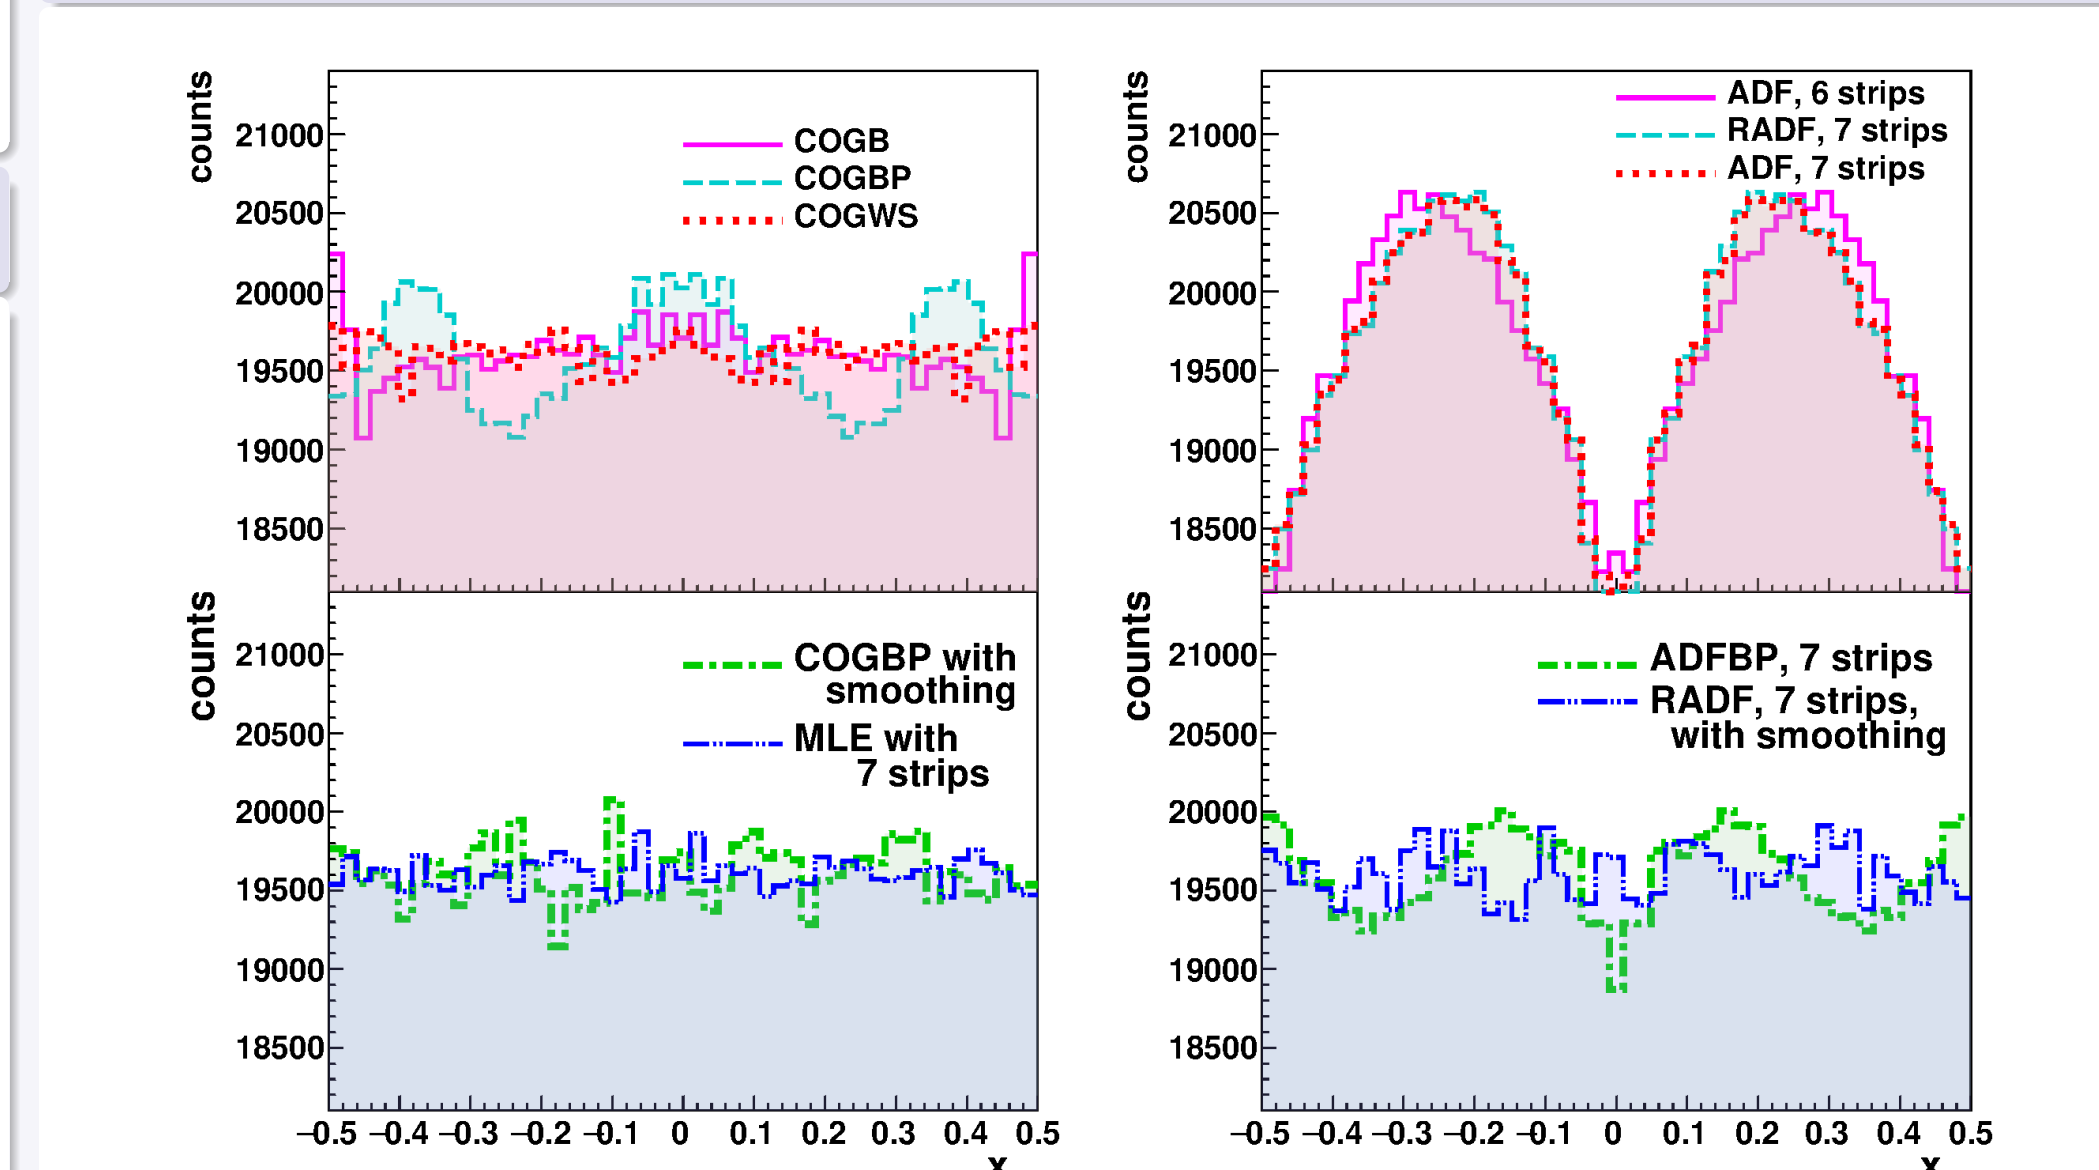 counts
21000
20500
20000
19500
19000
18500
COGB
COGBP
COGWS
counts
21000
20500
20000
19500
19000
18500
ADF, 6 strips
RADF, 7 strips
ADF, 7 strips
counts
21000
20500
20000
19500
19000
18500
COGBP with
smoothing
MLE with
7 strips
−0.5 −0.4 −0.3 −0.2 −0.1 0 0.1 0.2 0.3 0.4 0.5
x
counts
21000
20500
20000
19500
19000
18500
ADFBP, 7 strips
RADF, 7 strips,
with smoothing
−0.5 −0.4 −0.3 −0.2 −0.1 0 0.1 0.2 0.3 0.4 0.5
x